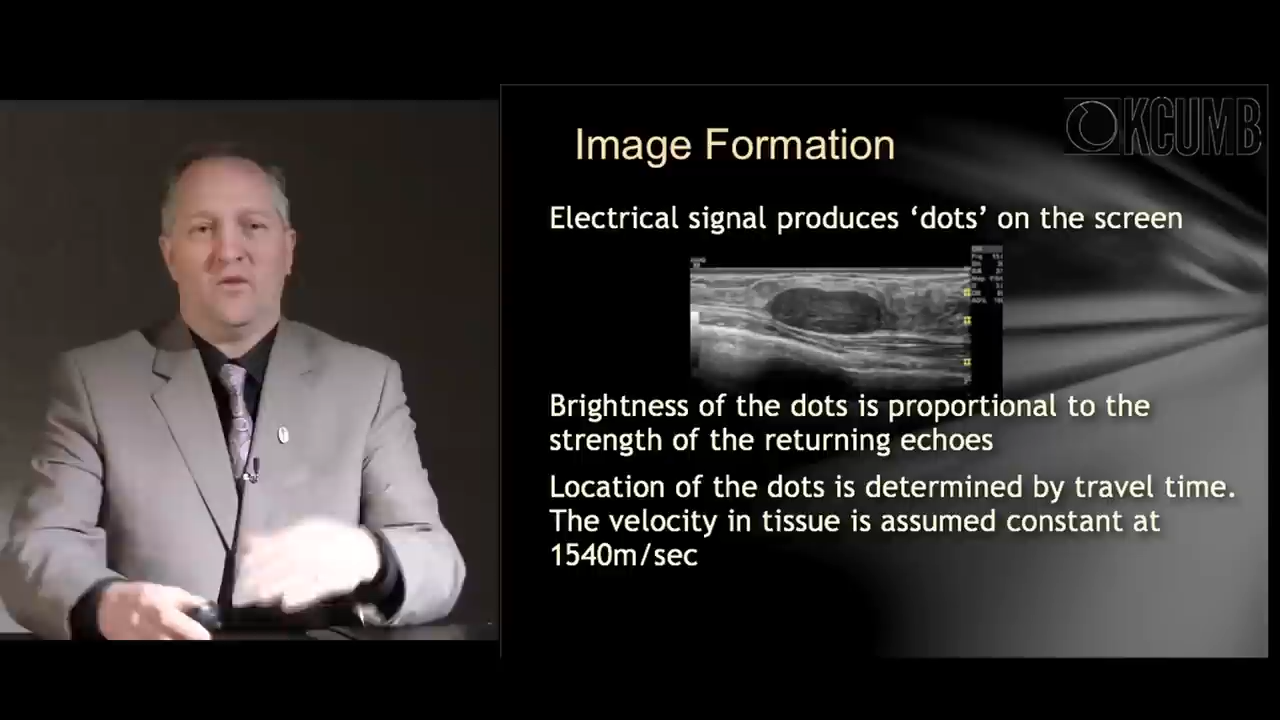 KCUMB
Image Formation
Electrical signal produces ‘dots’ on the screen
Brightness of the dots is proportional to the
strength of the returning echoes
Location of the dots is determined by travel time.
The velocity in tissue is assumed constant at
1540m/sec